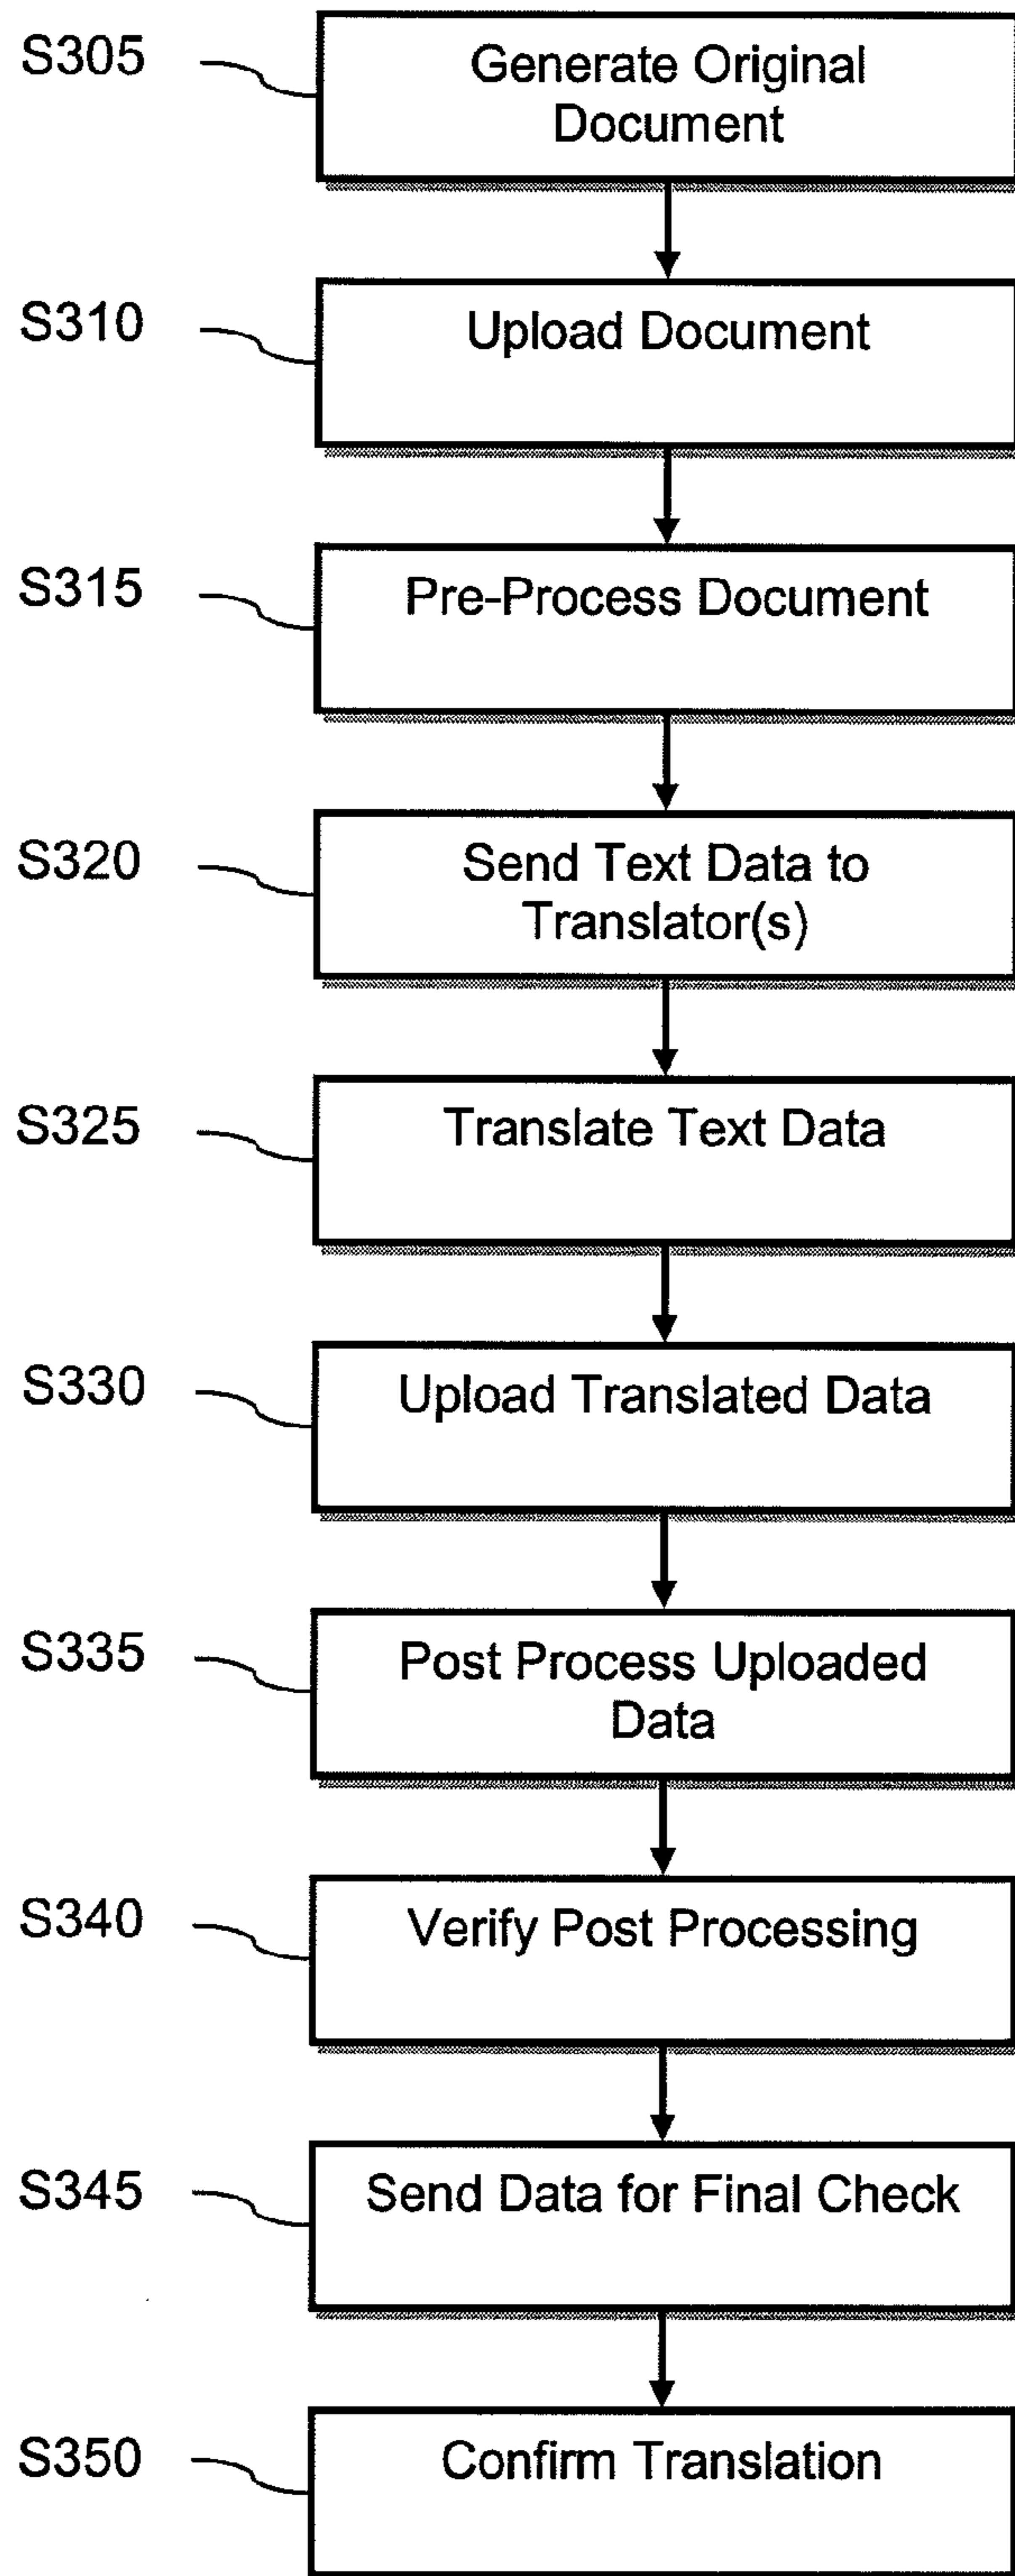 S305
Generate Original
Document
S310
Upload Document
S315
Pre-Process Document
S320
Send Text Data to
Translator(s)
S325
Translate Text Data
S330
Upload Translated Data
S335
Post Process Uploaded
Data
S340
Verify Post Processing
S345
Send Data for Final Check
S350
Confirm Translation